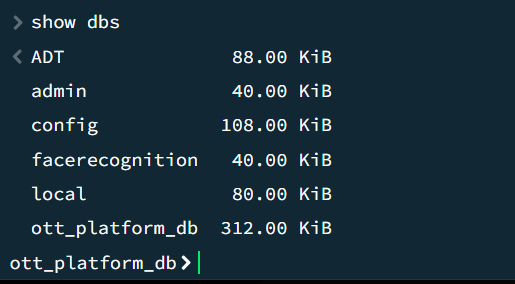 > show dbs
< ADT 88.00 KiB
admin 40.00 KiB
config 108.00 KiB
facerecognition 40.00 KiB
local 80.00 KiB
ott_platform_db 312.00 KiB
ott_platform_db>